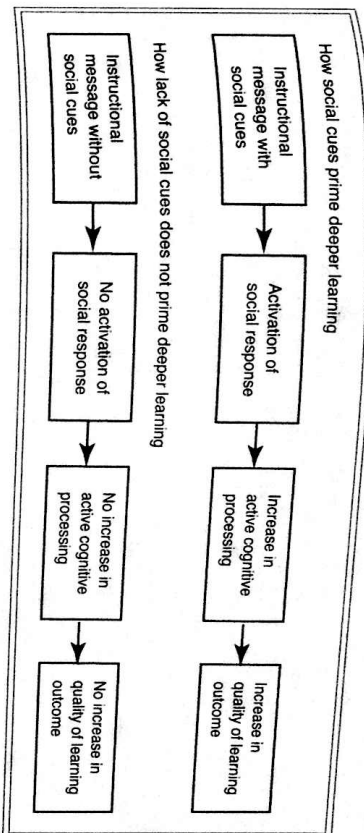 How social cues prime deeper learning
Instructional
message with
social cues
Activation of
social response
Increase in
active cognitive
processing
Increase in
quality of learning
outcome
How lack of social cues does not prime deeper learning
Instructional
message without
social cues
No activation of
social response
No increase in
active cognitive
processing
No increase in
quality of learning
outcome